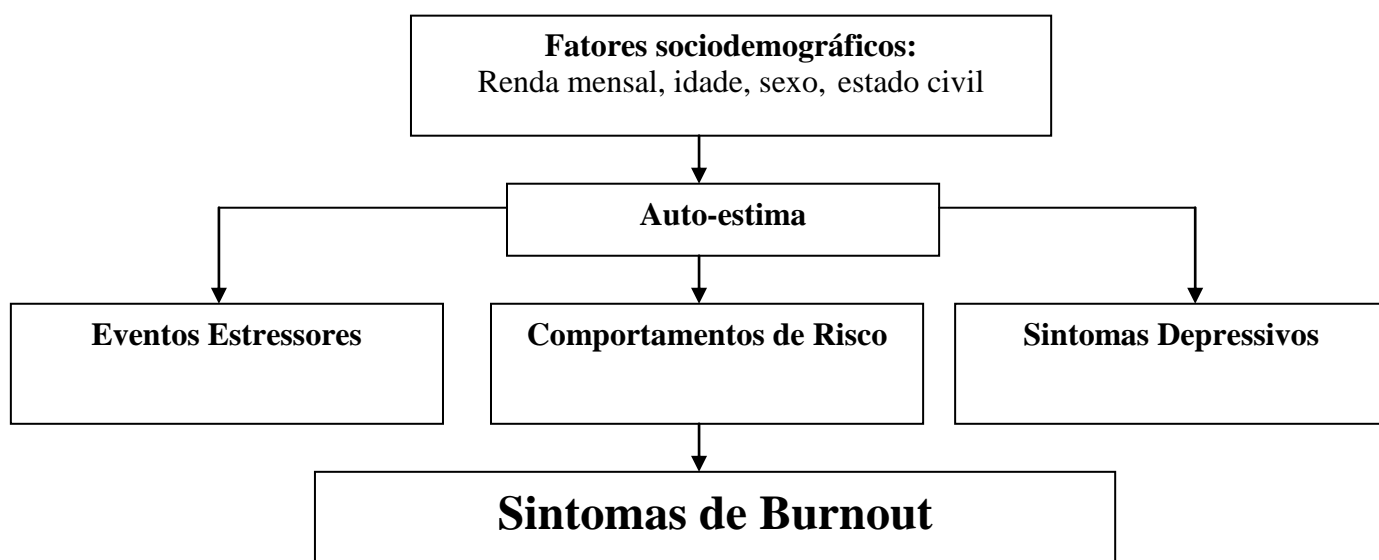 Fatores sociodemográficos:
Renda mensal, idade, sexo, estado civil
Auto-estima
Eventos Estressores
Comportamentos de Risco
Sintomas Depressivos
Sintomas de Burnout